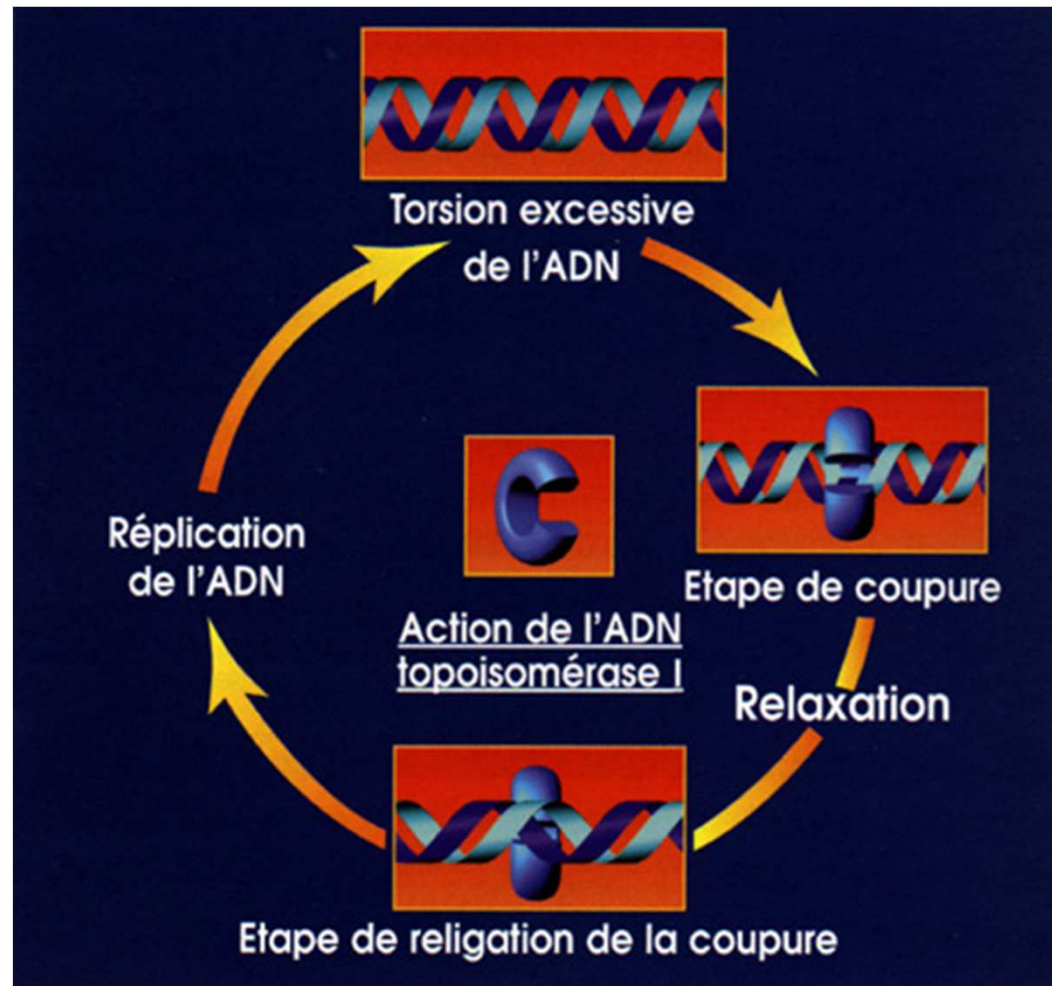 Torsion excessive
de l'ADN
Etape de coupure
Relaxation
Etape de religation de la coupure
Réplication
de l'ADN
Action de l'ADN
topoisomérase I